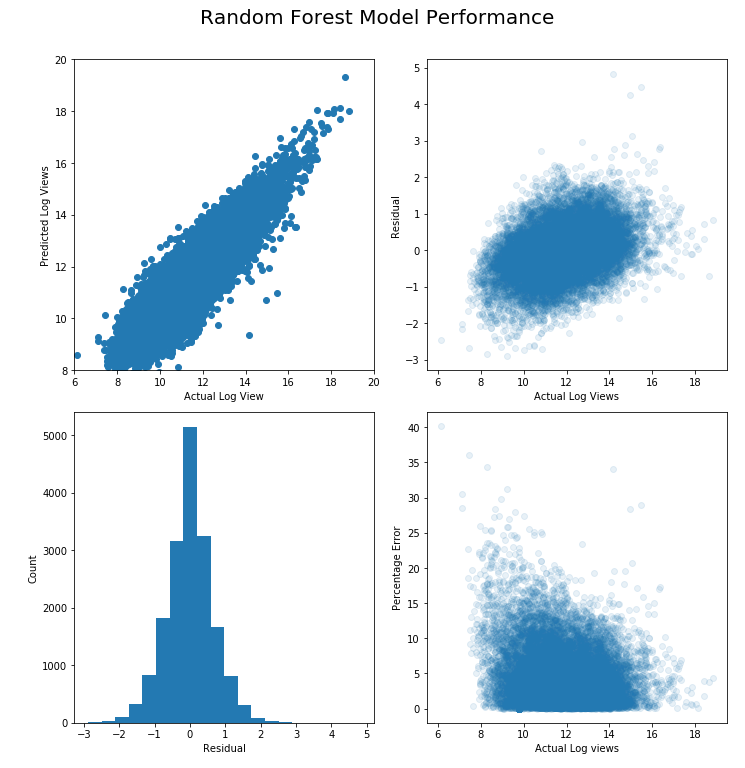 Random Forest Model Performance
20
18
16
14
12
10
8
Predicted Log Views
6 8 10 12 14 16 18 20
Actual Log View
5
4
3
2
1
0
−1
−2
−3
Residual
6 8 10 12 14 16 18
Actual Log Views
5000
4000
3000
2000
1000
0
Count
−3 −2 −1 0 1 2 3 4 5
Residual
40
35
30
25
20
15
10
5
0
Percentage Error
6 8 10 12 14 16 18
Actual Log views